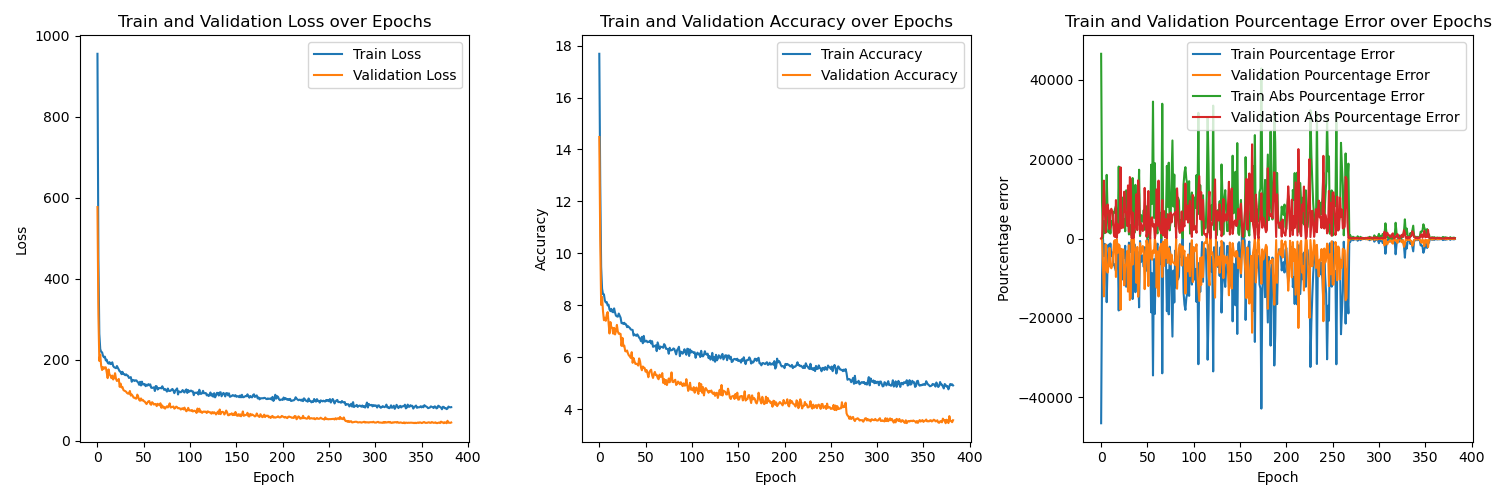 Train and Validation Loss over Epochs
Loss
1000
800
600
400
200
0
0 50 100 150 200 250 300 350 400
Epoch
Train Loss
Validation Loss
Train and Validation Accuracy over Epochs
Accuracy
18
16
14
12
10
8
6
4
0 50 100 150 200 250 300 350 400
Epoch
Train Accuracy
Validation Accuracy
Train and Validation Pourcentage Error over Epochs
Pourcentage error
40000
20000
0
−20000
−40000
0 50 100 150 200 250 300 350 400
Epoch
Train Pourcentage Error
Validation Pourcentage Error
Train Abs Pourcentage Error
Validation Abs Pourcentage Error